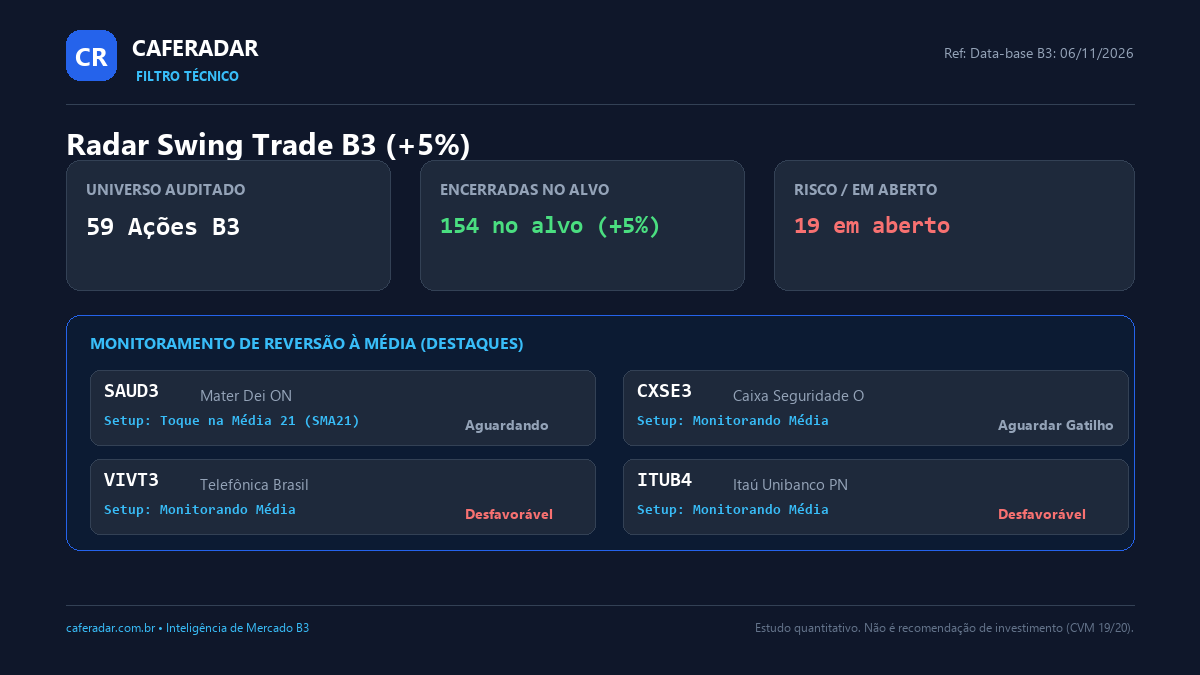 CR
CAFERADAR
FILTRO TÉCNICO
Ref: Data-base B3: 06/11/2026
Radar Swing Trade B3 (+5%)
UNIVERSO AUDITADO
59 Ações B3
ENCERRADAS NO ALVO
154 no alvo (+5%)
RISCO / EM ABERTO
19 em aberto
MONITORAMENTO DE REVERSÃO À MÉDIA (DESTAQUES)
SAUD3 Mater Dei ON
Setup: Toque na Média 21 (SMA21)
Aguardando
CXSE3 Caixa Seguridade O
Setup: Monitorando Média
Aguardar Gatilho
VIVT3 Telefônica Brasil
Setup: Monitorando Média
Desfavorável
ITUB4 Itaú Unibanco PN
Setup: Monitorando Média
Desfavorável
caferadar.com.br • Inteligência de Mercado B3
Estudo quantitativo. Não é recomendação de investimento (CVM 19/20).